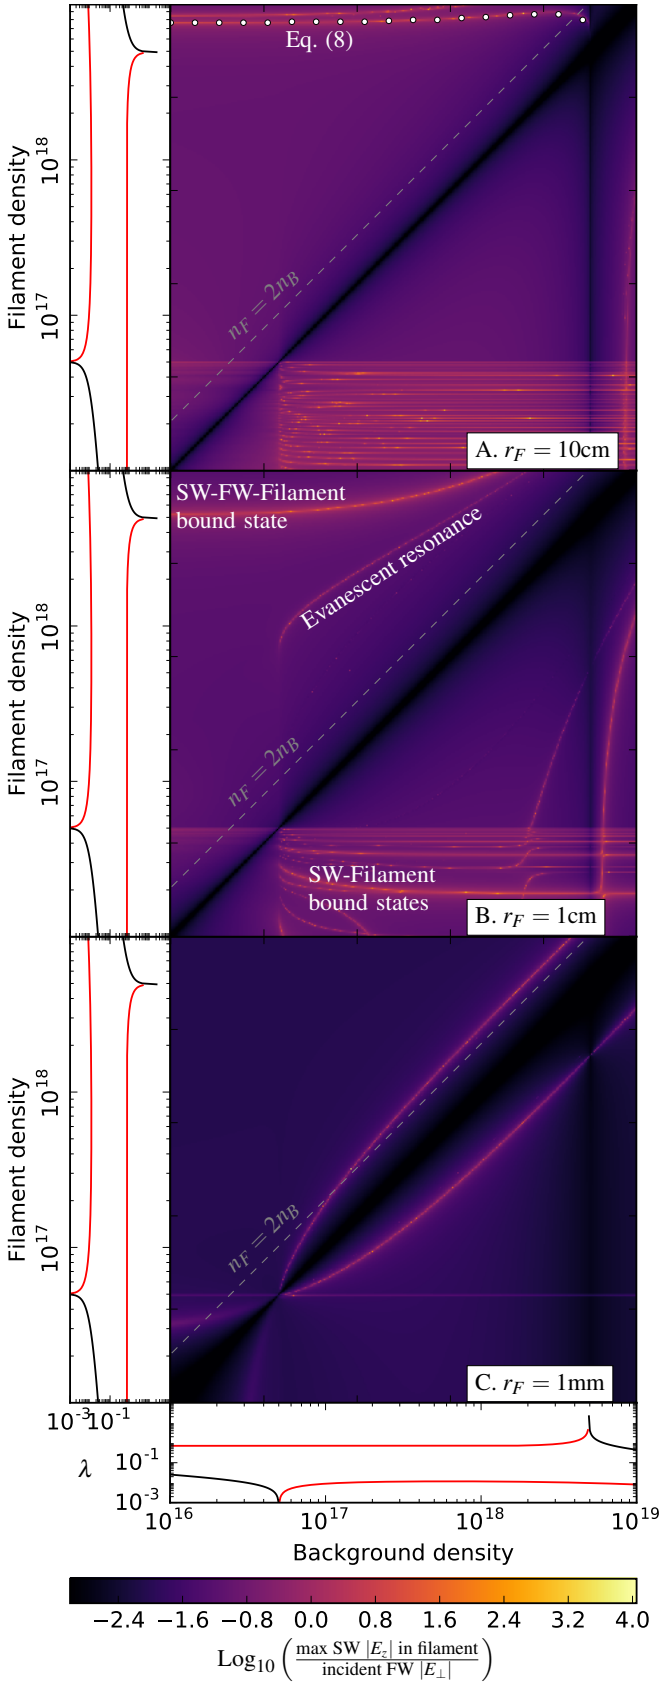 Eq. (8)
Filament density
10^18
10^17
n_F = 2n_B
A. r_F = 10cm
SW-FW-Filament
bound state
Evanescent resonance
Filament density
10^18
10^17
n_F = 2n_B
SW-Filament
bound states
B. r_F = 1cm
Filament density
10^18
10^17
n_F = 2n_B
C. r_F = 1mm
10^-3 10^-1
λ
10^-1
10^-3
10^16 10^17 10^18 10^19
Background density
−2.4 −1.6 −0.8 0.0 0.8 1.6 2.4 3.2 4.0
Log_10 ( max SW |E_z| in filament / incident FW |E_⊥| )